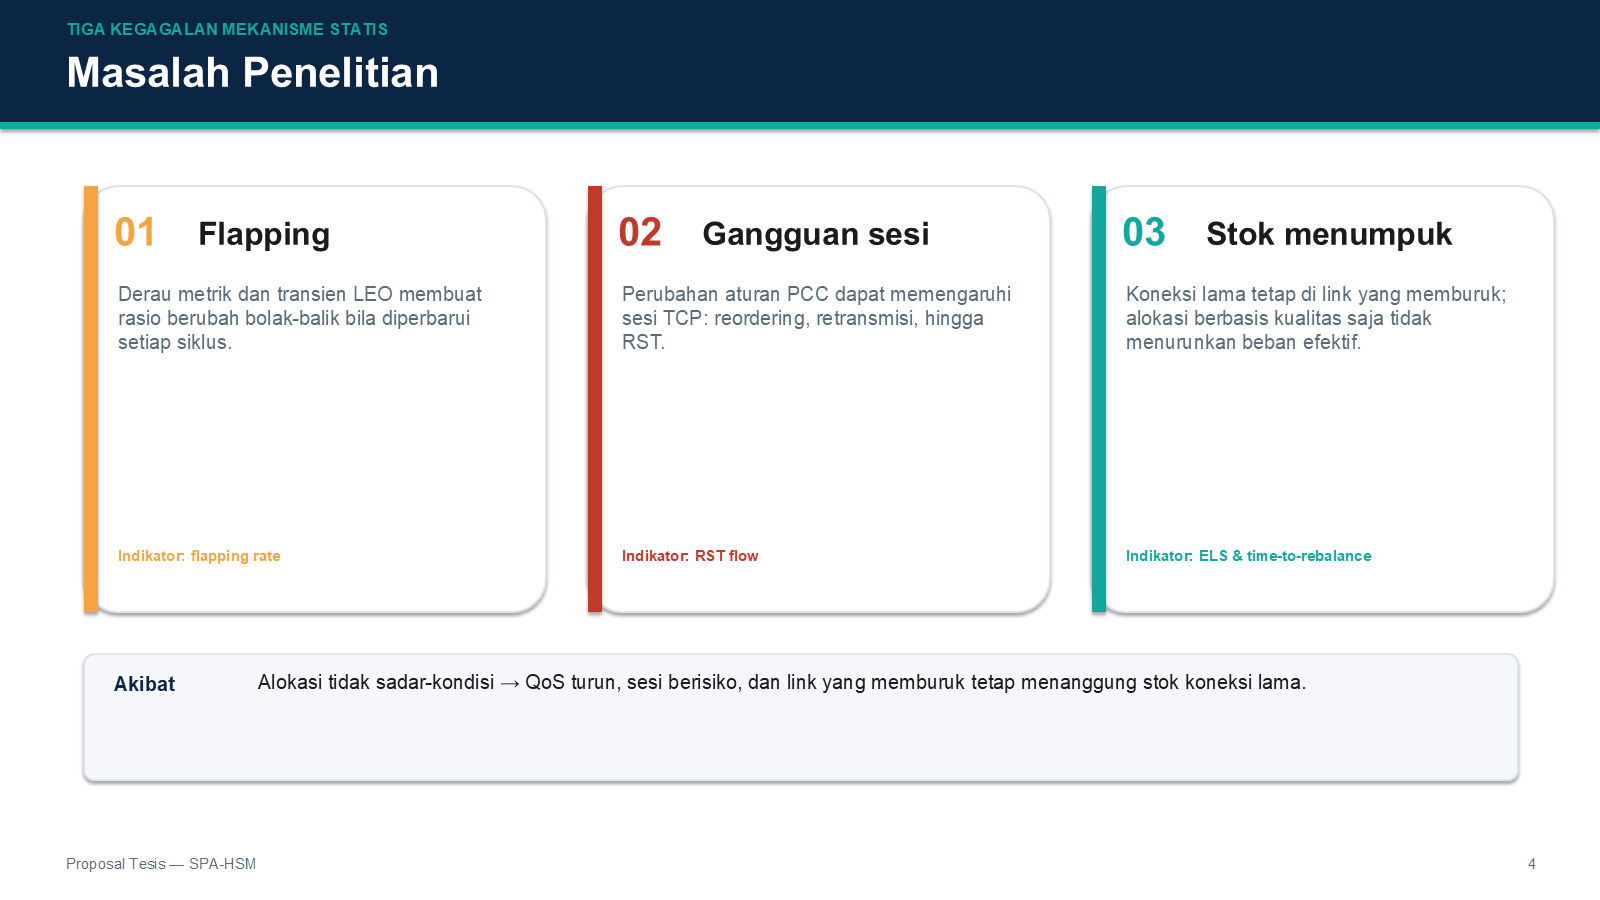 TIGA KEGAGALAN MEKANISME STATIS
Masalah Penelitian
01 Flapping
Derau metrik dan transien LEO membuat
rasio berubah bolak-balik bila diperbarui
setiap siklus.
Indikator: flapping rate
02 Gangguan sesi
Perubahan aturan PCC dapat memengaruhi
sesi TCP: reordering, retransmisi, hingga
RST.
Indikator: RST flow
03 Stok menumpuk
Koneksi lama tetap di link yang memburuk;
alokasi berbasis kualitas saja tidak
menurunkan beban efektif.
Indikator: ELS & time-to-rebalance
Akibat Alokasi tidak sadar-kondisi → QoS turun, sesi berisiko, dan link yang memburuk tetap menanggung stok koneksi lama.
Proposal Tesis — SPA-HSM 4